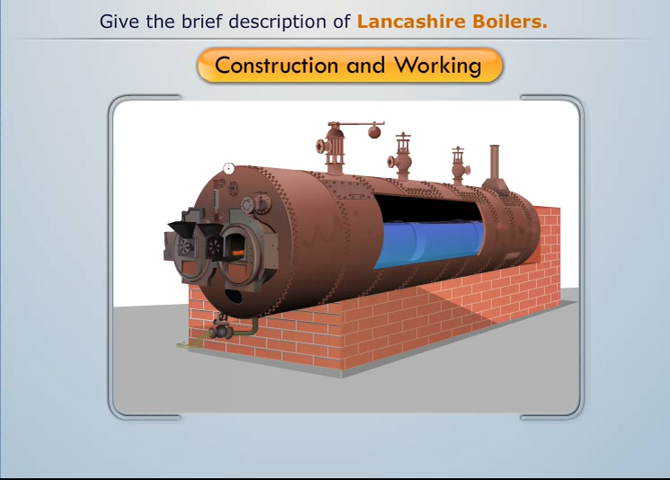 Give the brief description of Lancashire Boilers.
Construction and Working